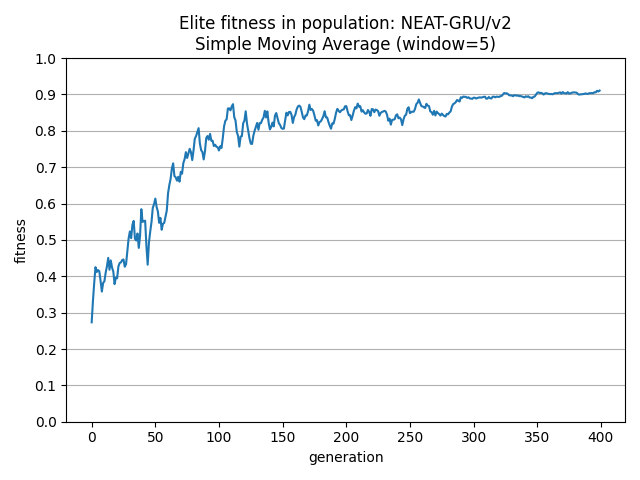 Elite fitness in population: NEAT-GRU/v2
Simple Moving Average (window=5)
1.0
0.9
0.8
0.7
0.6
0.5
0.4
0.3
0.2
0.1
0.0
fitness
0 50 100 150 200 250 300 350 400
generation